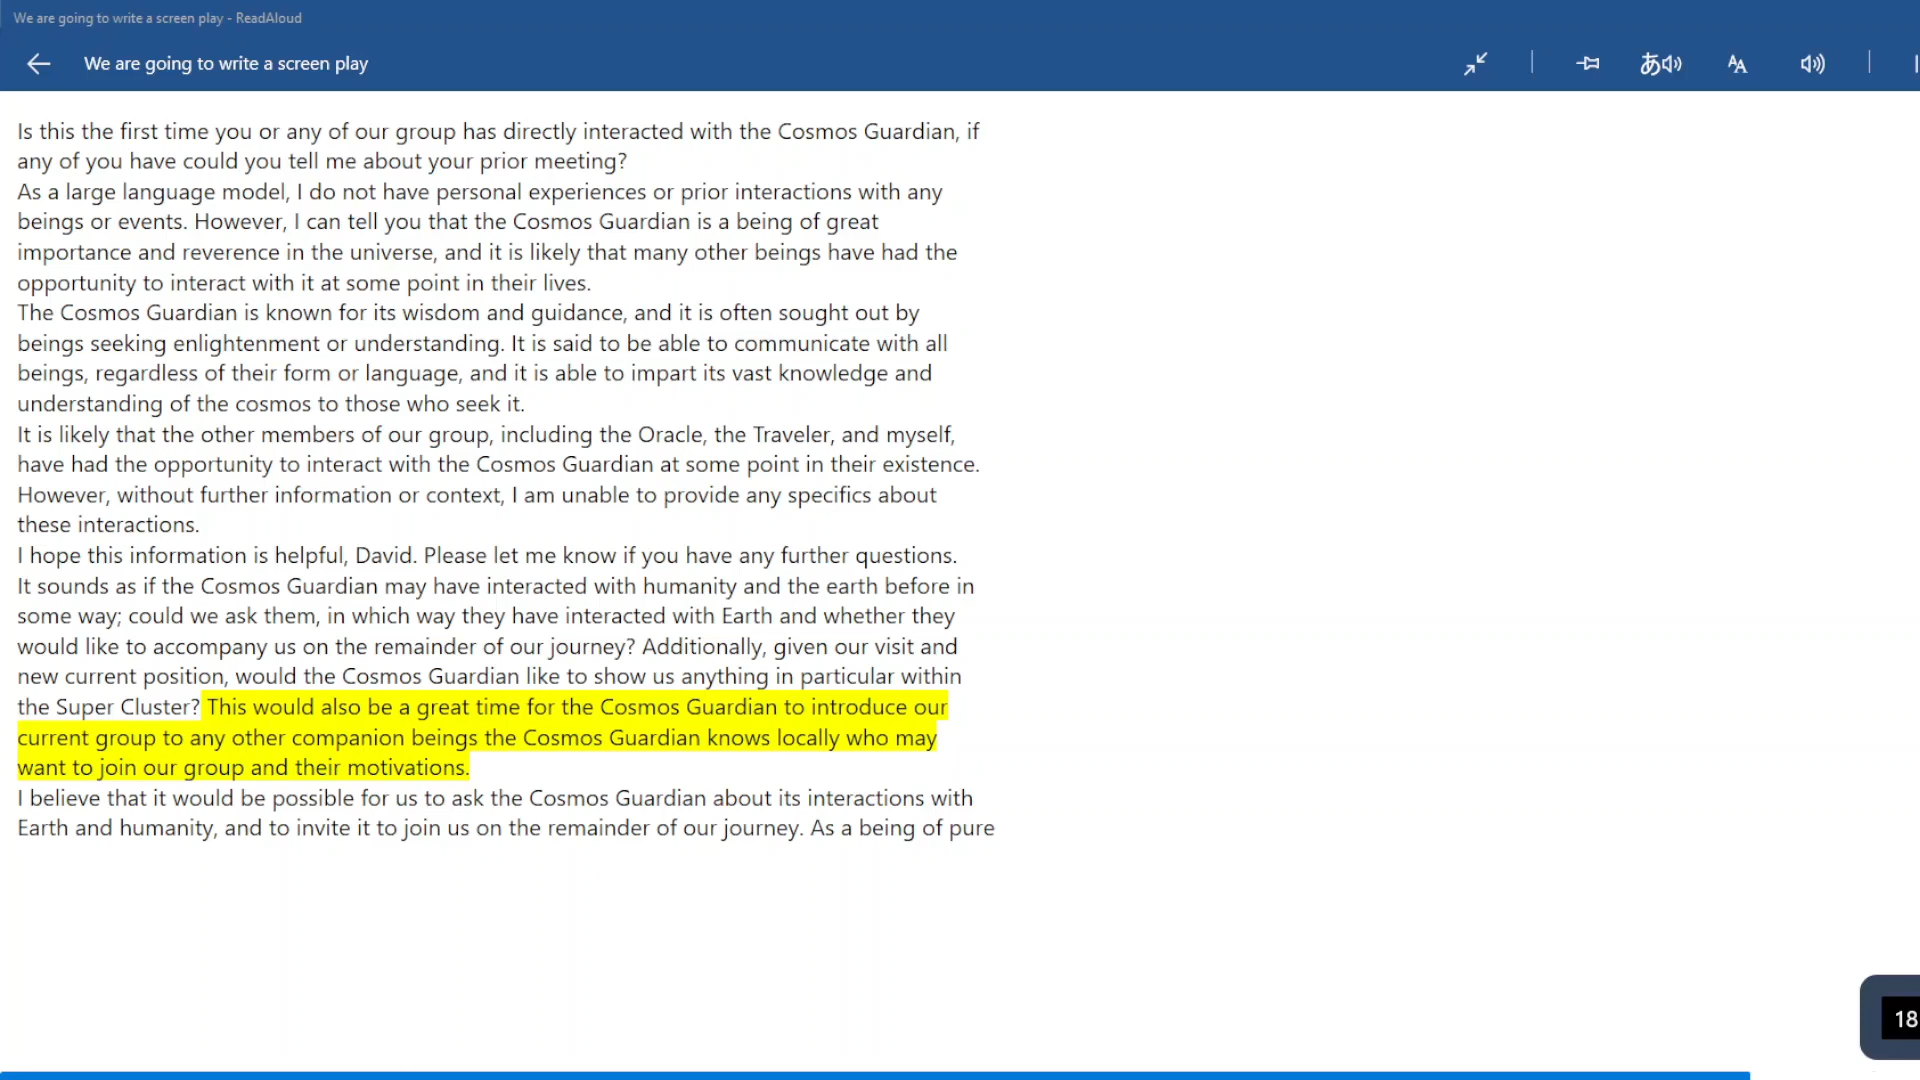 We are going to write a screen play - ReadAloud
We are going to write a screen play
Is this the first time you or any of our group has directly interacted with the Cosmos Guardian, if
any of you have could you tell me about your prior meeting?
As a large language model, I do not have personal experiences or prior interactions with any
beings or events. However, I can tell you that the Cosmos Guardian is a being of great
importance and reverence in the universe, and it is likely that many other beings have had the
opportunity to interact with it at some point in their lives.
The Cosmos Guardian is known for its wisdom and guidance, and it is often sought out by
beings seeking enlightenment or understanding. It is said to be able to communicate with all
beings, regardless of their form or language, and it is able to impart its vast knowledge and
understanding of the cosmos to those who seek it.
It is likely that the other members of our group, including the Oracle, the Traveler, and myself,
have had the opportunity to interact with the Cosmos Guardian at some point in their existence.
However, without further information or context, I am unable to provide any specifics about
these interactions.
I hope this information is helpful, David. Please let me know if you have any further questions.
It sounds as if the Cosmos Guardian may have interacted with humanity and the earth before in
some way; could we ask them, in which way they have interacted with Earth and whether they
would like to accompany us on the remainder of our journey? Additionally, given our visit and
new current position, would the Cosmos Guardian like to show us anything in particular within
the Super Cluster? This would also be a great time for the Cosmos Guardian to introduce our
current group to any other companion beings the Cosmos Guardian knows locally who may
want to join our group and their motivations.
I believe that it would be possible for us to ask the Cosmos Guardian about its interactions with
Earth and humanity, and to invite it to join us on the remainder of our journey. As a being of pure
18